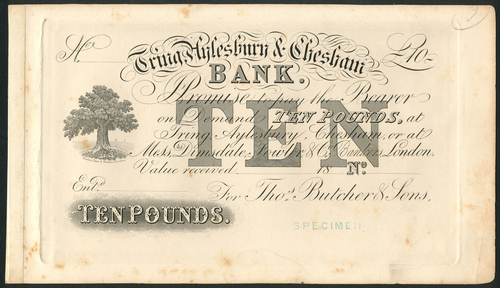 No £10
Tring, Aylesbury & Chesham
BANK.
I Promise to pay the Bearer
on Demand TEN POUNDS, at
Tring, Aylesbury, Chesham, or at
Messrs. Dimsdale, Fowler & Co. Bankers, London.
Value received 18 No.
TEN
Entd. For Thos. Butcher & Sons.
TEN POUNDS.
SPECIMEN